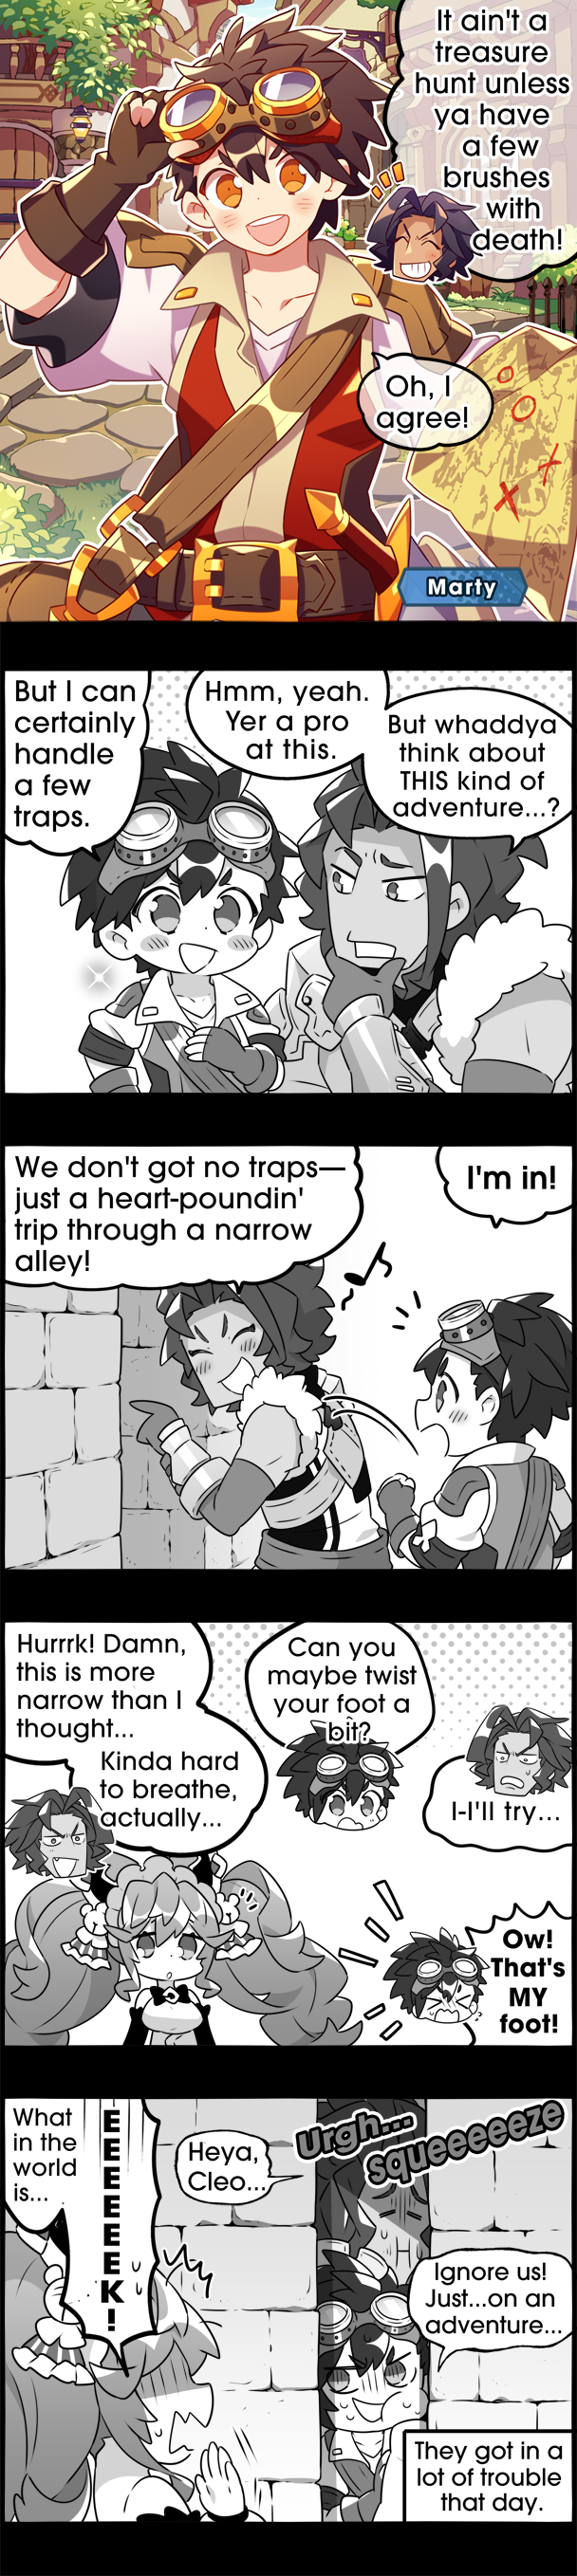 It ain't a
treasure
hunt unless
ya have
a few
brushes
with
death!
Oh, I
agree!
Marty
But I can
certainly
handle
a few
traps.
Hmm, yeah.
Yer a pro
at this.
But whaddya
think about
THIS kind of
adventure...?
We don't got no traps—
just a heart-poundin'
trip through a narrow
alley!
I'm in!
Hurrrk! Damn,
this is more
narrow than I
thought...
Kinda hard
to breathe,
actually...
Can you
maybe twist
your foot a
bit?
I-I'll try...
Ow!
That's
MY
foot!
What
in the
world
is...
EEEEEEEK!
Heya,
Cleo...
Urgh...
squeeeeeze
Ignore us!
Just...on an
adventure...
They got in a
lot of trouble
that day.